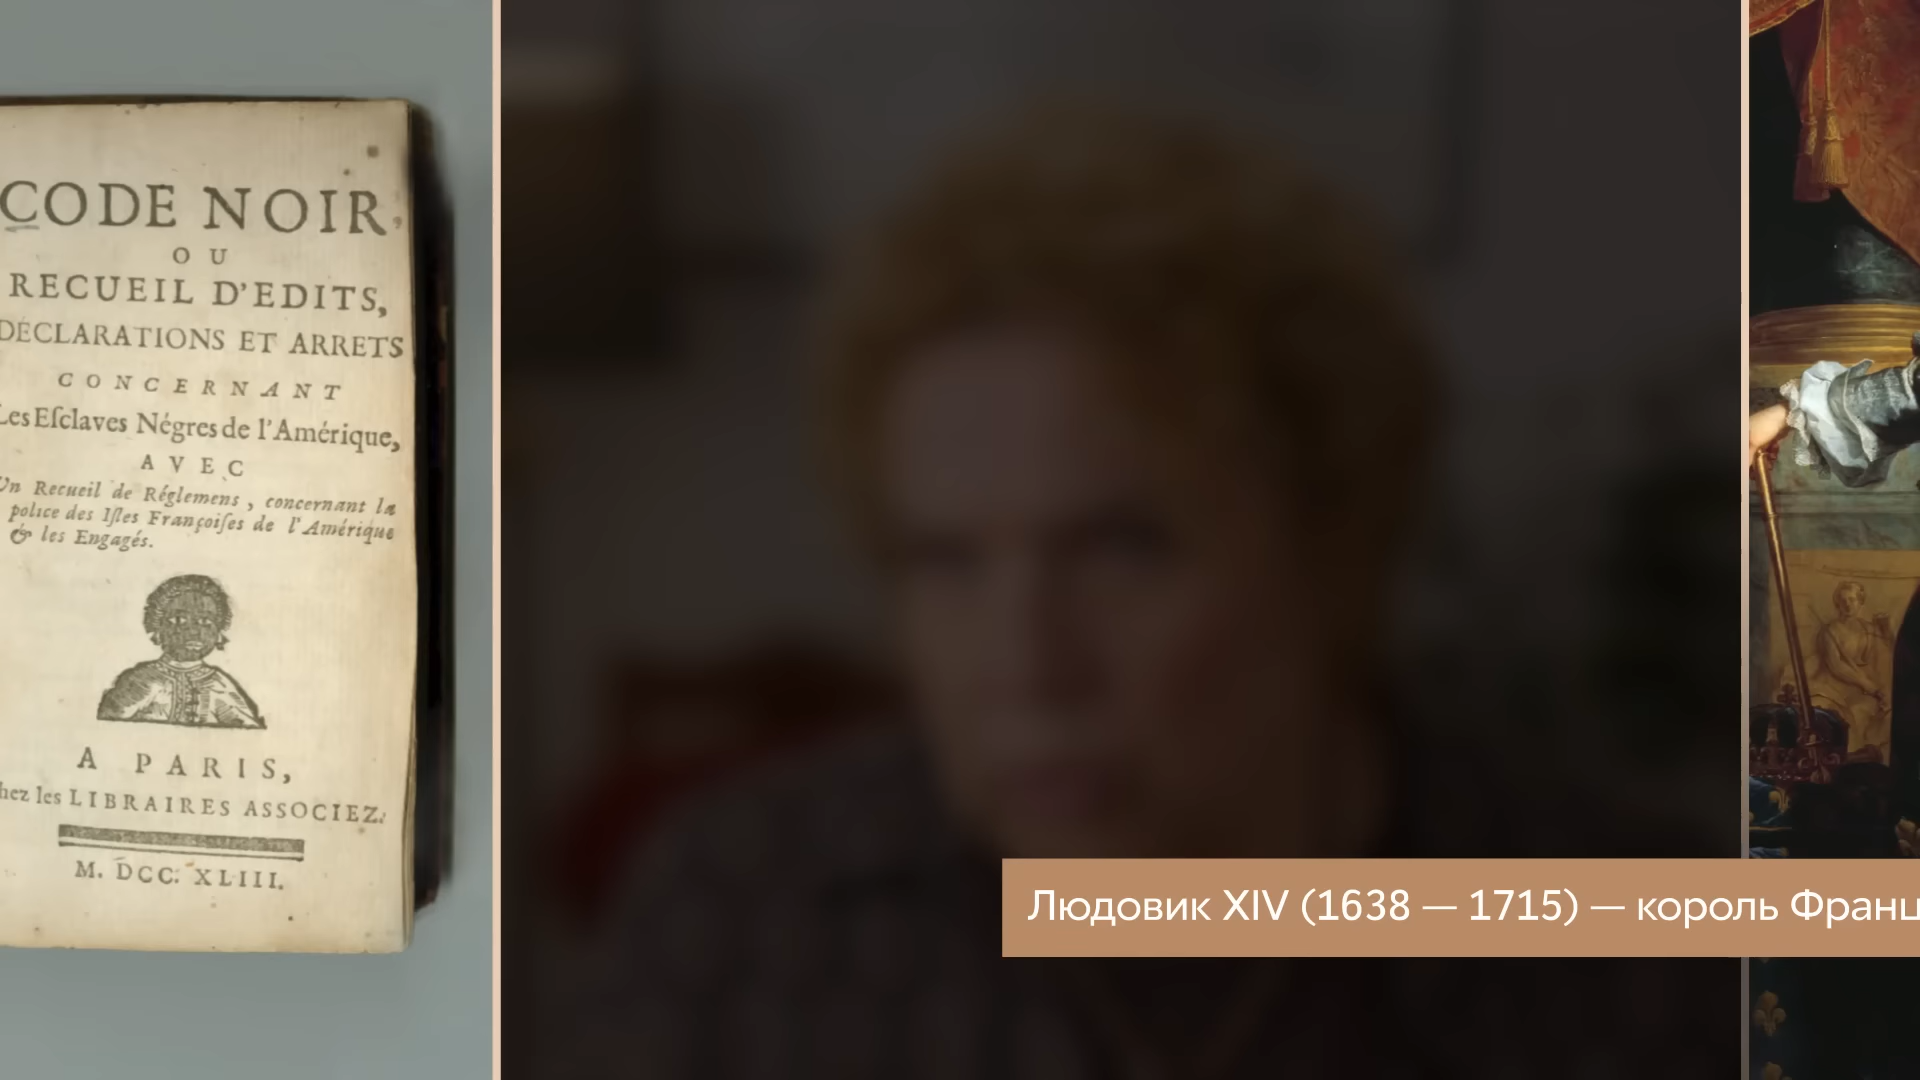 CODE NOIR,
OU
RECUEIL D'EDITS,
DÉCLARATIONS ET ARRETS
CONCERNANT
Les Eſclaves Négres de l'Amérique,
AVEC
Un Recueil de Réglemens, concernant la
police des Iſles Françoiſes de l'Amérique
& les Engagés.
A PARIS,
hez les LIBRAIRES ASSOCIEZ.
M. DCC. XLIII.
Людовик XIV (1638 — 1715) — король Франц